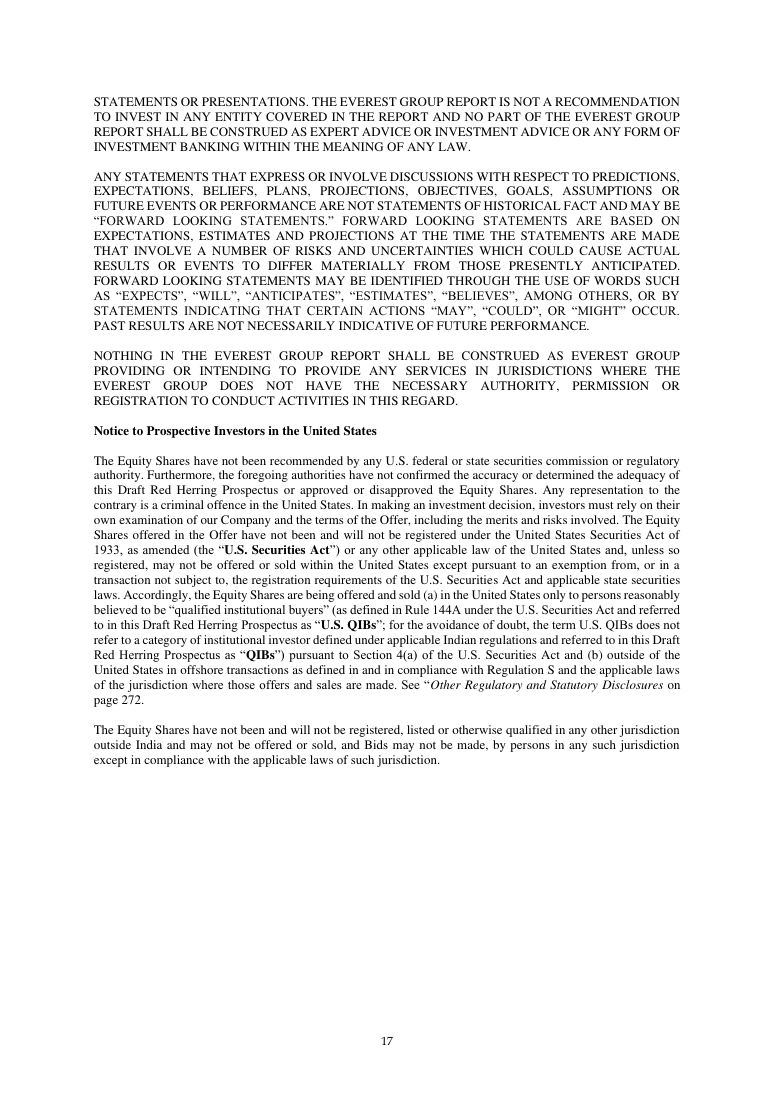 STATEMENTS OR PRESENTATIONS. THE EVEREST GROUP REPORT IS NOT A RECOMMENDATION
TO INVEST IN ANY ENTITY COVERED IN THE REPORT AND NO PART OF THE EVEREST GROUP
REPORT SHALL BE CONSTRUED AS EXPERT ADVICE OR INVESTMENT ADVICE OR ANY FORM OF
INVESTMENT BANKING WITHIN THE MEANING OF ANY LAW.
ANY STATEMENTS THAT EXPRESS OR INVOLVE DISCUSSIONS WITH RESPECT TO PREDICTIONS,
EXPECTATIONS, BELIEFS, PLANS, PROJECTIONS, OBJECTIVES, GOALS, ASSUMPTIONS OR
FUTURE EVENTS OR PERFORMANCE ARE NOT STATEMENTS OF HISTORICAL FACT AND MAY BE
“FORWARD LOOKING STATEMENTS.” FORWARD LOOKING STATEMENTS ARE BASED ON
EXPECTATIONS, ESTIMATES AND PROJECTIONS AT THE TIME THE STATEMENTS ARE MADE
THAT INVOLVE A NUMBER OF RISKS AND UNCERTAINTIES WHICH COULD CAUSE ACTUAL
RESULTS OR EVENTS TO DIFFER MATERIALLY FROM THOSE PRESENTLY ANTICIPATED.
FORWARD LOOKING STATEMENTS MAY BE IDENTIFIED THROUGH THE USE OF WORDS SUCH
AS “EXPECTS”, “WILL”, “ANTICIPATES”, “ESTIMATES”, “BELIEVES”, AMONG OTHERS, OR BY
STATEMENTS INDICATING THAT CERTAIN ACTIONS “MAY”, “COULD”, OR “MIGHT” OCCUR.
PAST RESULTS ARE NOT NECESSARILY INDICATIVE OF FUTURE PERFORMANCE.
NOTHING IN THE EVEREST GROUP REPORT SHALL BE CONSTRUED AS EVEREST GROUP
PROVIDING OR INTENDING TO PROVIDE ANY SERVICES IN JURISDICTIONS WHERE THE
EVEREST GROUP DOES NOT HAVE THE NECESSARY AUTHORITY, PERMISSION OR
REGISTRATION TO CONDUCT ACTIVITIES IN THIS REGARD.
Notice to Prospective Investors in the United States
The Equity Shares have not been recommended by any U.S. federal or state securities commission or regulatory
authority. Furthermore, the foregoing authorities have not confirmed the accuracy or determined the adequacy of
this Draft Red Herring Prospectus or approved or disapproved the Equity Shares. Any representation to the
contrary is a criminal offence in the United States. In making an investment decision, investors must rely on their
own examination of our Company and the terms of the Offer, including the merits and risks involved. The Equity
Shares offered in the Offer have not been and will not be registered under the United States Securities Act of
1933, as amended (the “U.S. Securities Act”) or any other applicable law of the United States and, unless so
registered, may not be offered or sold within the United States except pursuant to an exemption from, or in a
transaction not subject to, the registration requirements of the U.S. Securities Act and applicable state securities
laws. Accordingly, the Equity Shares are being offered and sold (a) in the United States only to persons reasonably
believed to be “qualified institutional buyers” (as defined in Rule 144A under the U.S. Securities Act and referred
to in this Draft Red Herring Prospectus as “U.S. QIBs”; for the avoidance of doubt, the term U.S. QIBs does not
refer to a category of institutional investor defined under applicable Indian regulations and referred to in this Draft
Red Herring Prospectus as “QIBs”) pursuant to Section 4(a) of the U.S. Securities Act and (b) outside of the
United States in offshore transactions as defined in and in compliance with Regulation S and the applicable laws
of the jurisdiction where those offers and sales are made. See “Other Regulatory and Statutory Disclosures on
page 272.
The Equity Shares have not been and will not be registered, listed or otherwise qualified in any other jurisdiction
outside India and may not be offered or sold, and Bids may not be made, by persons in any such jurisdiction
except in compliance with the applicable laws of such jurisdiction.
17